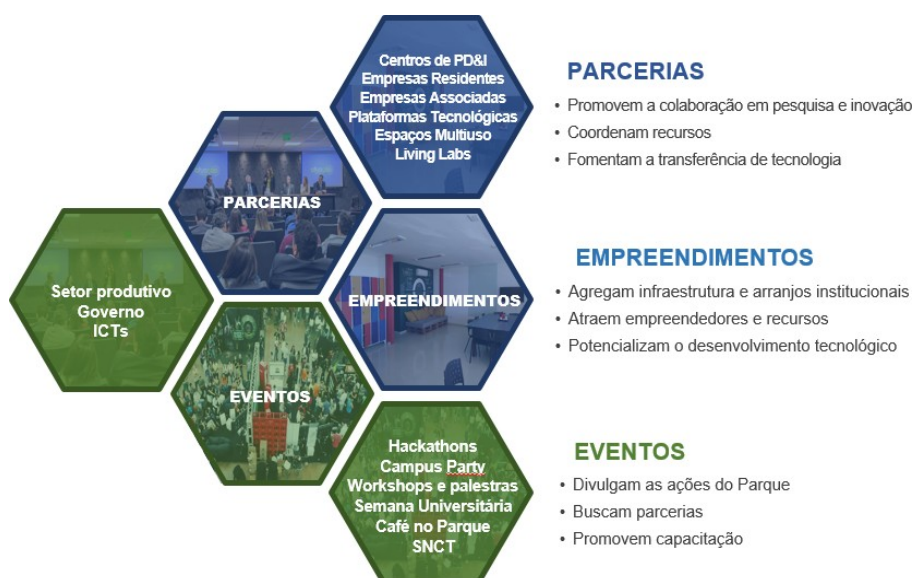 Centros de PD&I
Empresas Residentes
Empresas Associadas
Plataformas Tecnológicas
Espaços Multiuso
Living Labs
PARCERIAS
Setor produtivo
Governo
ICTs
EMPREENDIMENTOS
EVENTOS
Hackathons
Campus Party
Workshops e palestras
Semana Universitária
Café no Parque
SNCT
PARCERIAS
• Promovem a colaboração em pesquisa e inovação
• Coordenam recursos
• Fomentam a transferência de tecnologia
EMPREENDIMENTOS
• Agregam infraestrutura e arranjos institucionais
• Atraem empreendedores e recursos
• Potencializam o desenvolvimento tecnológico
EVENTOS
• Divulgam as ações do Parque
• Buscam parcerias
• Promovem capacitação